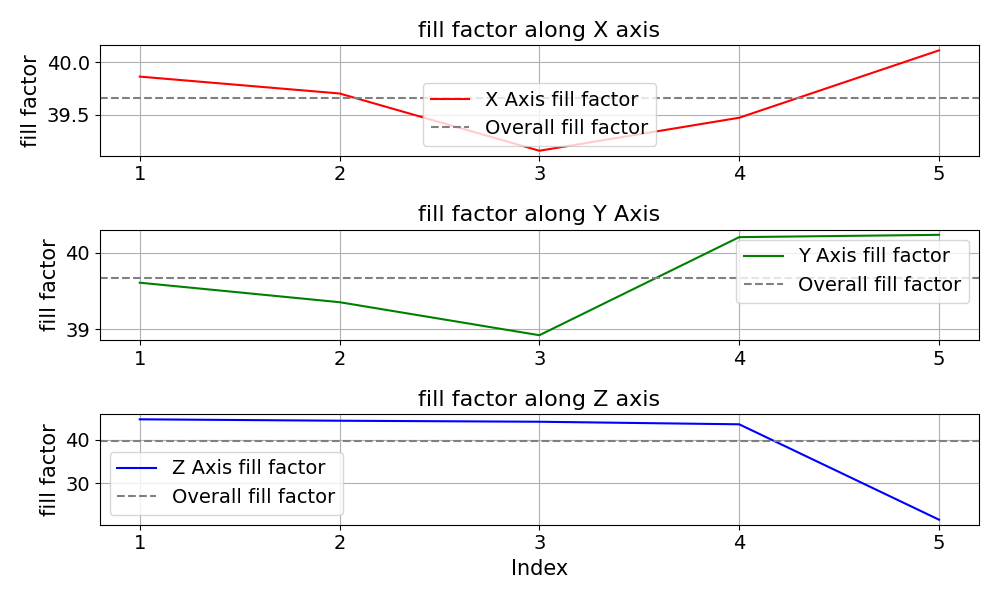 fill factor along X axis
fill factor
40.0
39.5
X Axis fill factor
Overall fill factor
1 2 3 4 5
fill factor along Y Axis
fill factor
40
39
Y Axis fill factor
Overall fill factor
1 2 3 4 5
fill factor along Z axis
fill factor
40
30
Z Axis fill factor
Overall fill factor
1 2 3 4 5
Index